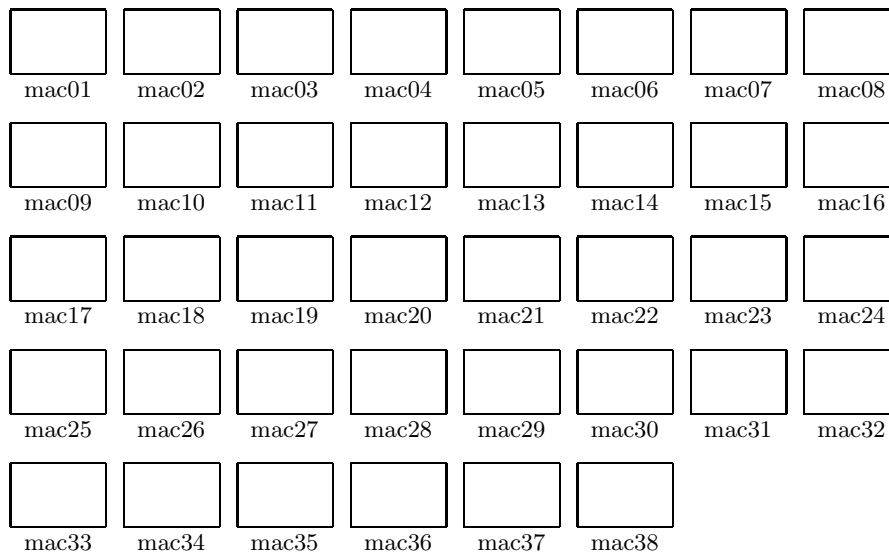 mac01 mac02 mac03 mac04 mac05 mac06 mac07 mac08
mac09 mac10 mac11 mac12 mac13 mac14 mac15 mac16
mac17 mac18 mac19 mac20 mac21 mac22 mac23 mac24
mac25 mac26 mac27 mac28 mac29 mac30 mac31 mac32
mac33 mac34 mac35 mac36 mac37 mac38